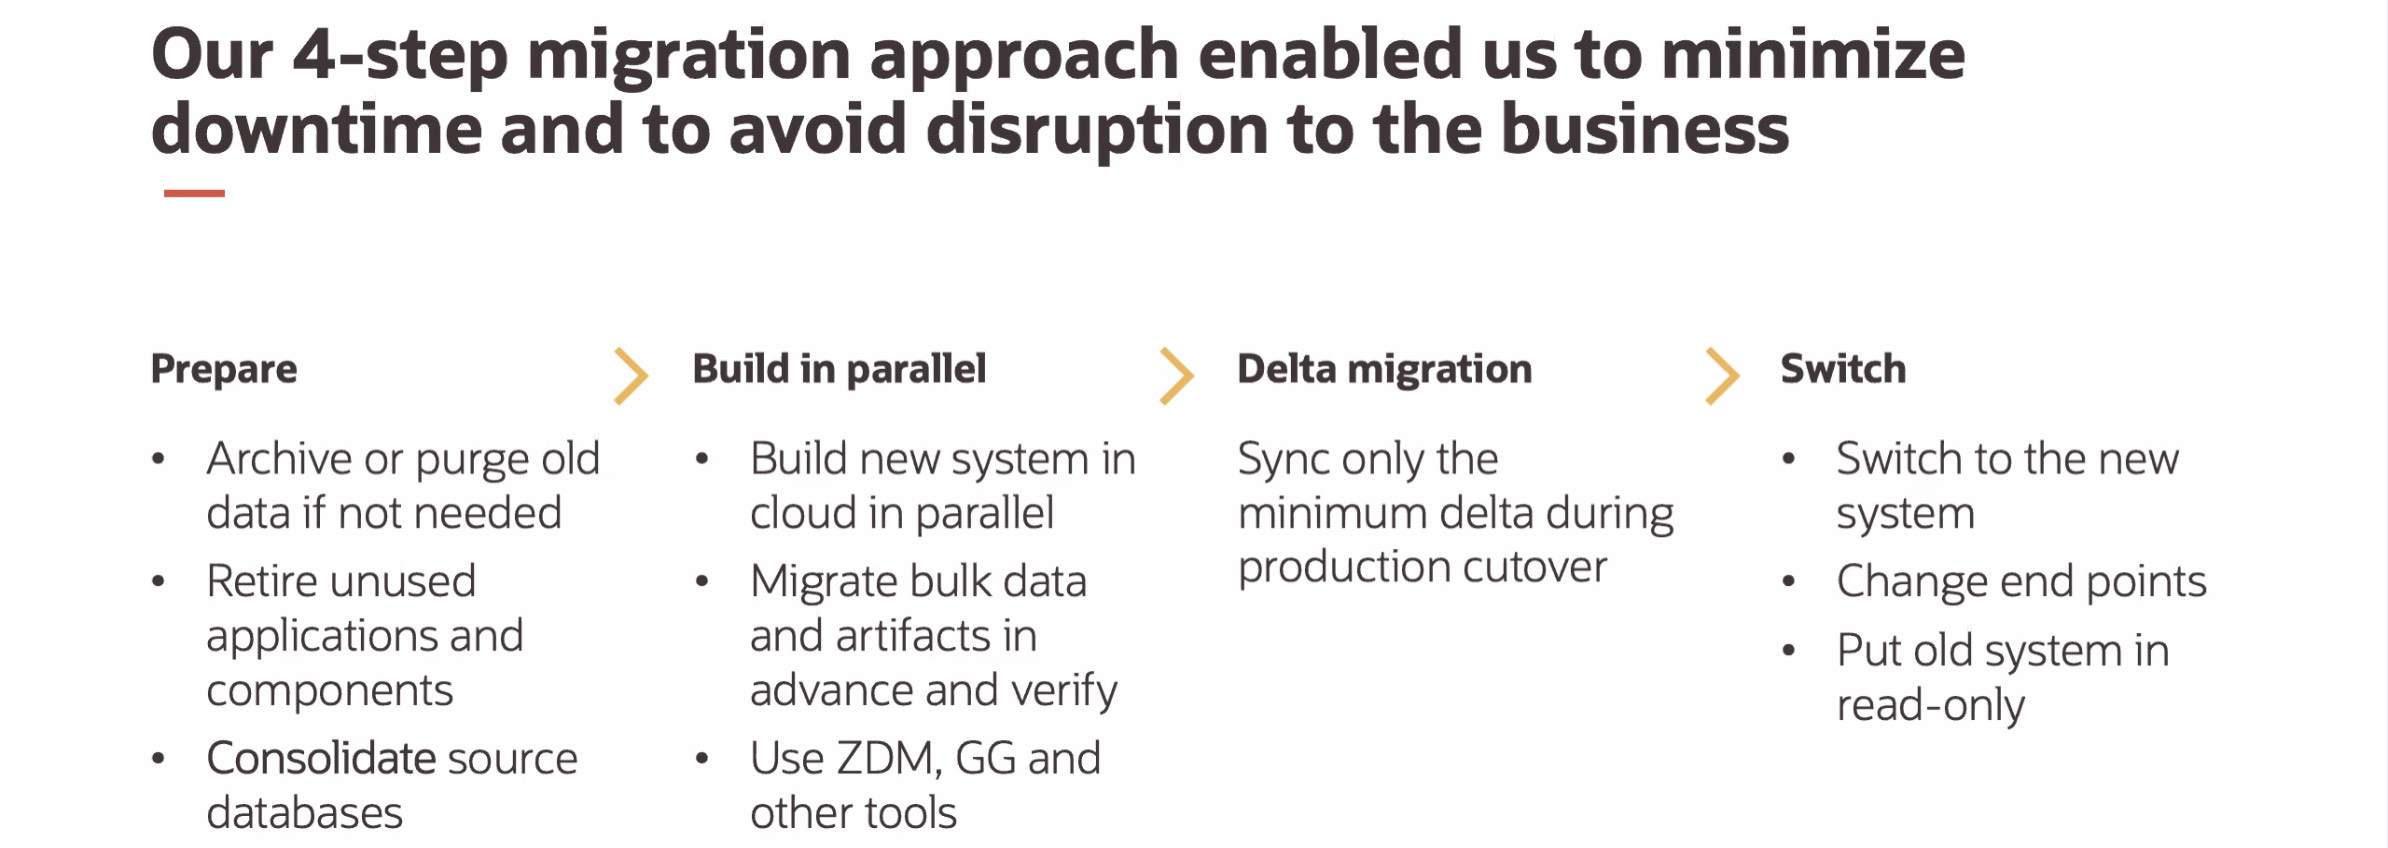 Our 4-step migration approach enabled us to minimize
downtime and to avoid disruption to the business
Prepare
• Archive or purge old
data if not needed
• Retire unused
applications and
components
• Consolidate source
databases
Build in parallel
• Build new system in
cloud in parallel
• Migrate bulk data
and artifacts in
advance and verify
• Use ZDM, GG and
other tools
Delta migration
Sync only the
minimum delta during
production cutover
Switch
• Switch to the new
system
• Change end points
• Put old system in
read-only